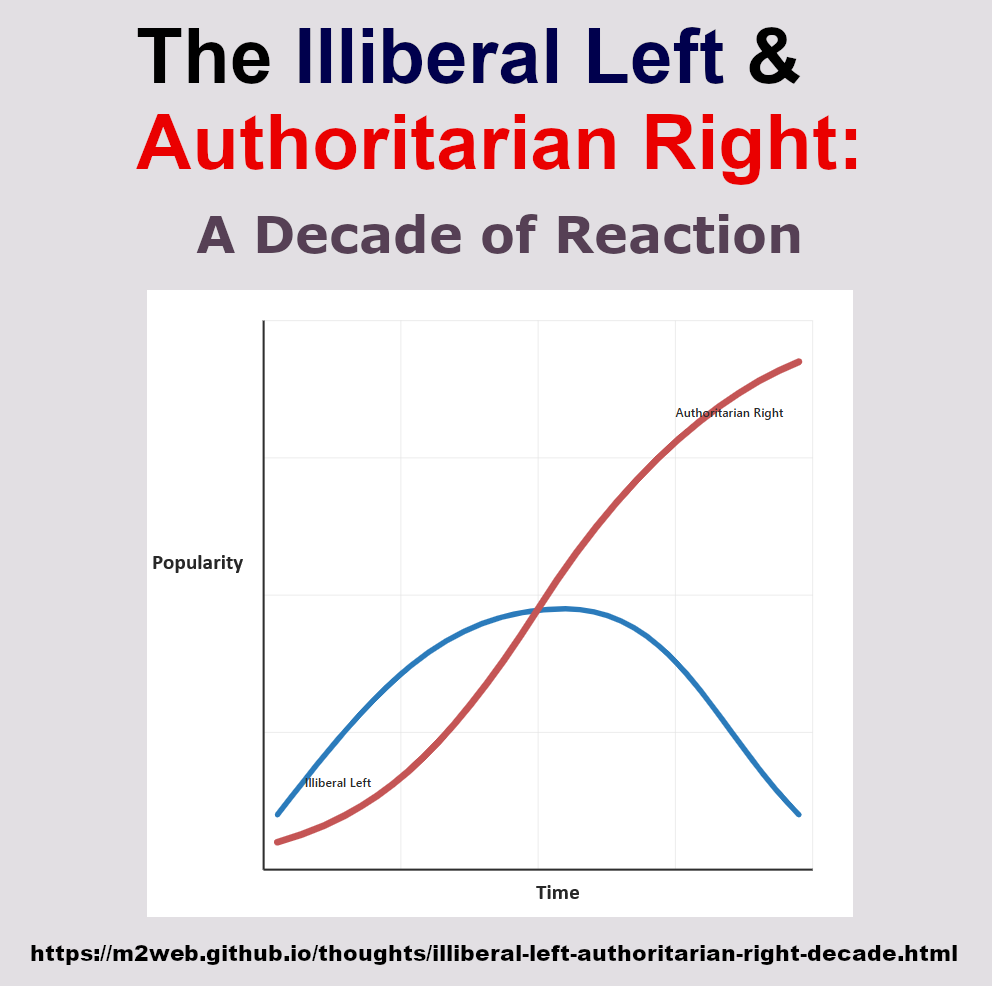 The Illiberal Left &
Authoritarian Right:
A Decade of Reaction
Authoritarian Right
Popularity
Illiberal Left
Time
https://m2web.github.io/thoughts/illiberal-left-authoritarian-right-decade.html